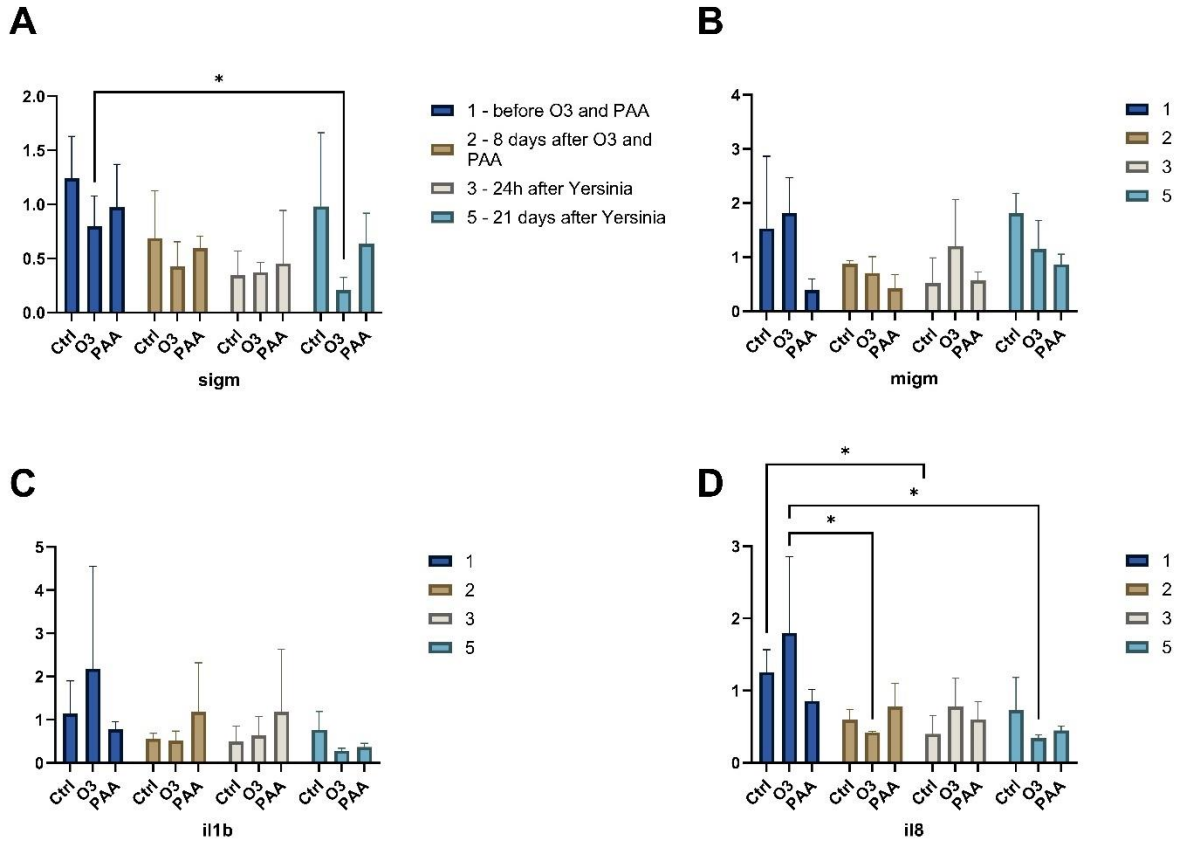 A
*
2.0
1.5
1.0
0.5
0.0
Ctrl O3 PAA Ctrl O3 PAA Ctrl O3 PAA Ctrl O3 PAA
sigm
1 - before O3 and PAA
2 - 8 days after O3 and
PAA
3 - 24h after Yersinia
5 - 21 days after Yersinia
B
4
3
2
1
0
Ctrl O3 PAA Ctrl O3 PAA Ctrl O3 PAA Ctrl O3 PAA
migm
1
2
3
5
C
5
4
3
2
1
0
Ctrl O3 PAA Ctrl O3 PAA Ctrl O3 PAA Ctrl O3 PAA
il1b
1
2
3
5
D
*
*
*
3
2
1
0
Ctrl O3 PAA Ctrl O3 PAA Ctrl O3 PAA Ctrl O3 PAA
il8
1
2
3
5